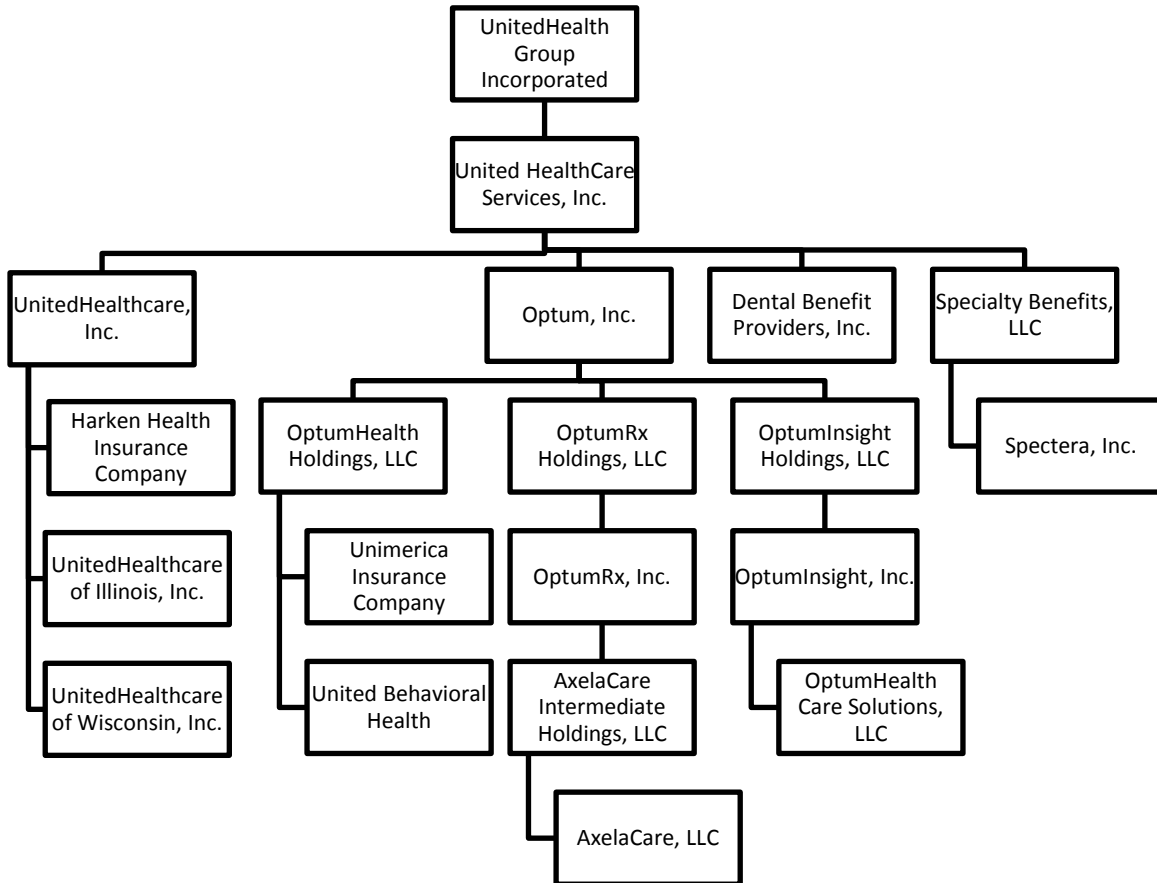 UnitedHealth
Group
Incorporated
United HealthCare
Services, Inc.
UnitedHealthcare,
Inc.
Optum, Inc.
Dental Benefit
Providers, Inc.
Specialty Benefits,
LLC
Harken Health
Insurance
Company
OptumHealth
Holdings, LLC
OptumRx
Holdings, LLC
OptumInsight
Holdings, LLC
Spectera, Inc.
UnitedHealthcare
of Illinois, Inc.
Unimerica
Insurance
Company
OptumRx, Inc.
OptumInsight, Inc.
UnitedHealthcare
of Wisconsin, Inc.
United Behavioral
Health
AxelaCare
Intermediate
Holdings, LLC
OptumHealth
Care Solutions,
LLC
AxelaCare, LLC